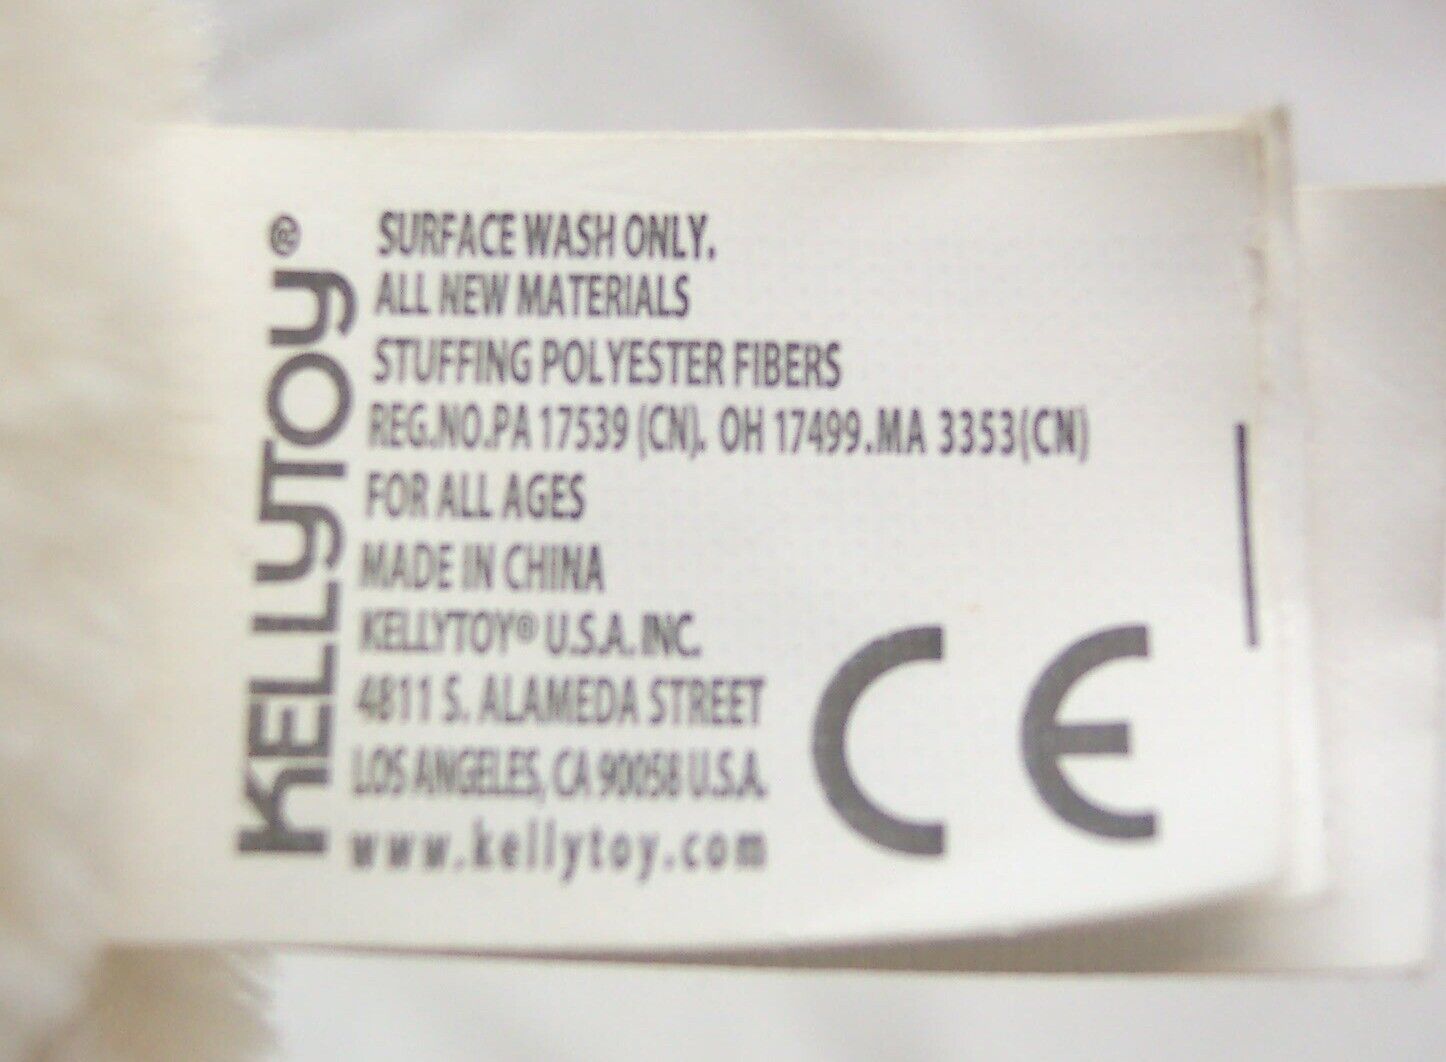 KELLYTOY®
SURFACE WASH ONLY.
ALL NEW MATERIALS
STUFFING POLYESTER FIBERS
REG.NO.PA 17539 (CN). OH 17499.MA 3353(CN)
FOR ALL AGES
MADE IN CHINA
KELLYTOY® U.S.A. INC.
4811 S. ALAMEDA STREET
LOS ANGELES, CA 90058 U.S.A.
www.kellytoy.com
CE